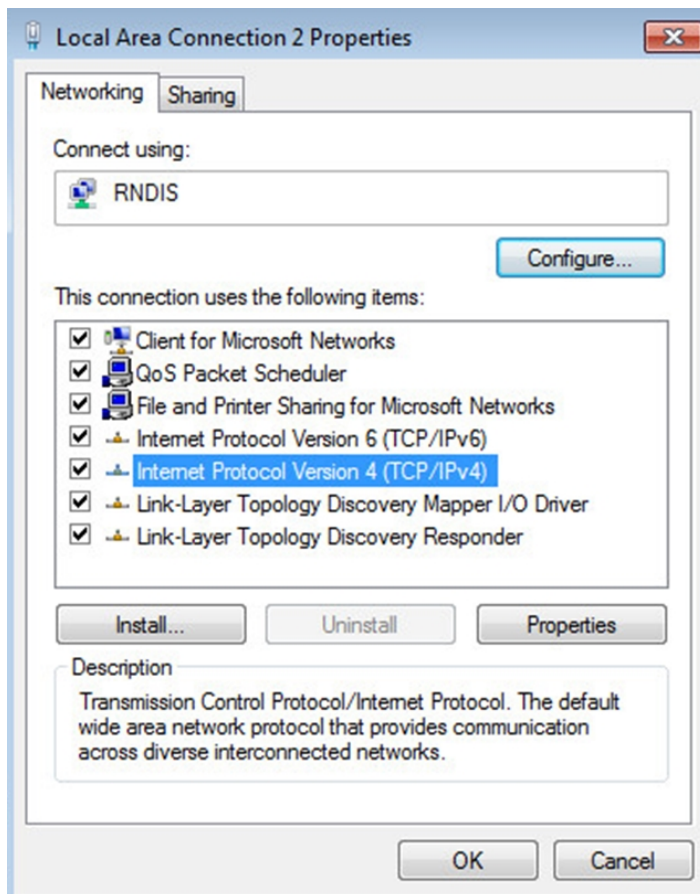 Local Area Connection 2 Properties
Networking
Sharing
Connect using:
RNDIS
Configure...
This connection uses the following items:
Client for Microsoft Networks
QoS Packet Scheduler
File and Printer Sharing for Microsoft Networks
Internet Protocol Version 6 (TCP/IPv6)
Internet Protocol Version 4 (TCP/IPv4)
Link-Layer Topology Discovery Mapper I/O Driver
Link-Layer Topology Discovery Responder
Install...
Uninstall
Properties
Description
Transmission Control Protocol/Internet Protocol. The default
wide area network protocol that provides communication
across diverse interconnected networks.
OK
Cancel